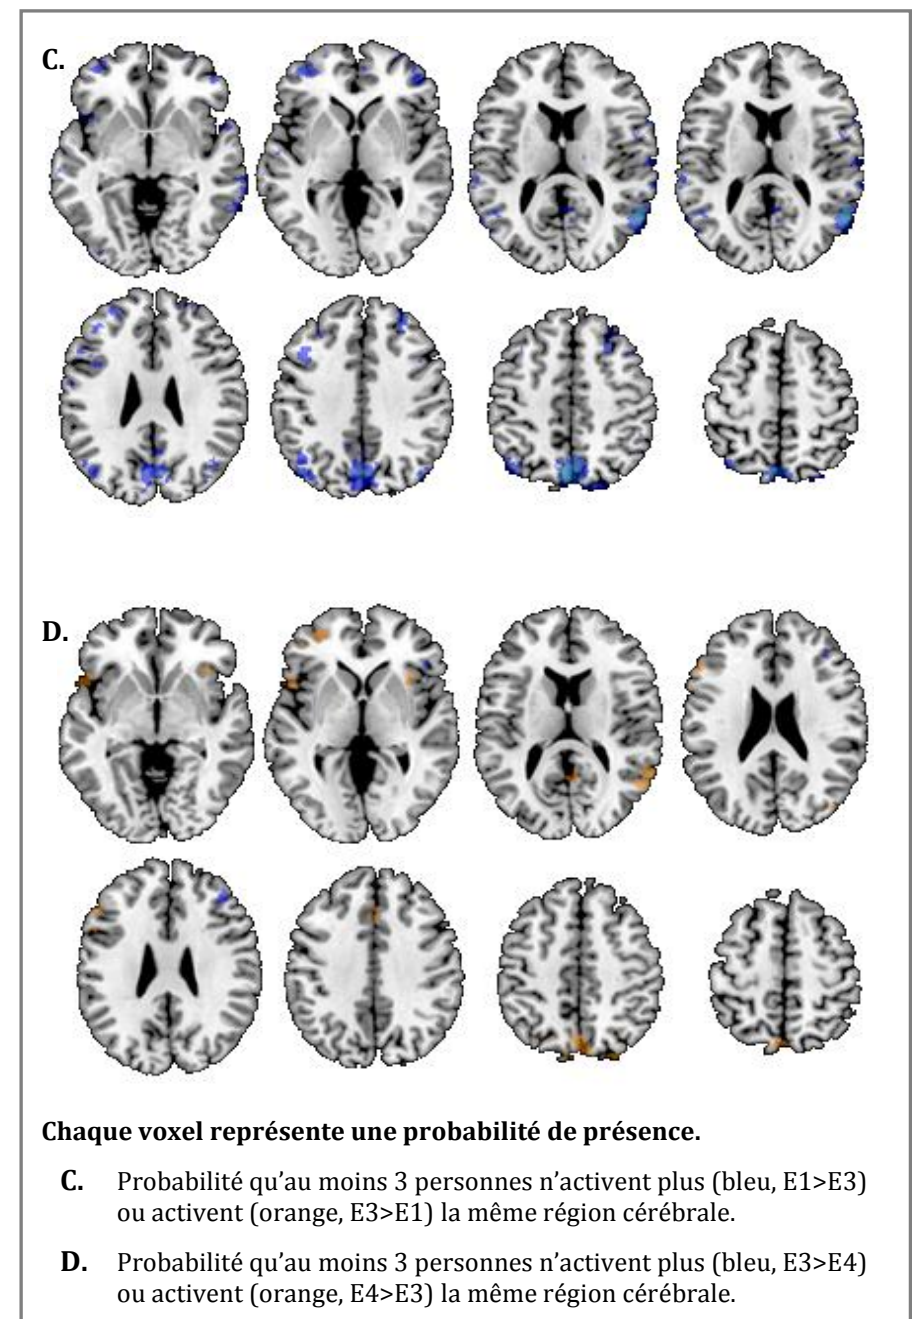 C.
D.
Chaque voxel représente une probabilité de présence.
C. Probabilité qu’au moins 3 personnes n’activent plus (bleu, E1>E3)
ou activent (orange, E3>E1) la même région cérébrale.
D. Probabilité qu’au moins 3 personnes n’activent plus (bleu, E3>E4)
ou activent (orange, E4>E3) la même région cérébrale.